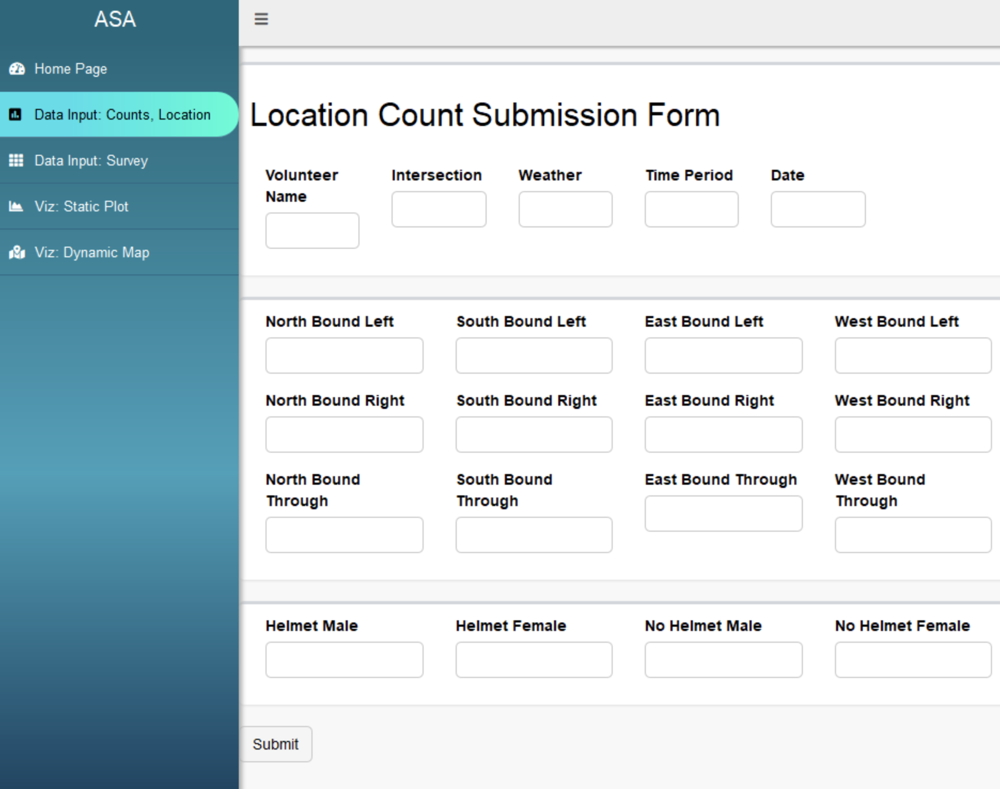 ASA
Home Page
Data Input: Counts, Location
Data Input: Survey
Viz: Static Plot
Viz: Dynamic Map
Location Count Submission Form
Volunteer
Name
Intersection
Weather
Time Period
Date
North Bound Left
South Bound Left
East Bound Left
West Bound Left
North Bound Right
South Bound Right
East Bound Right
West Bound Right
North Bound
Through
South Bound
Through
East Bound Through
West Bound
Through
Helmet Male
Helmet Female
No Helmet Male
No Helmet Female
Submit